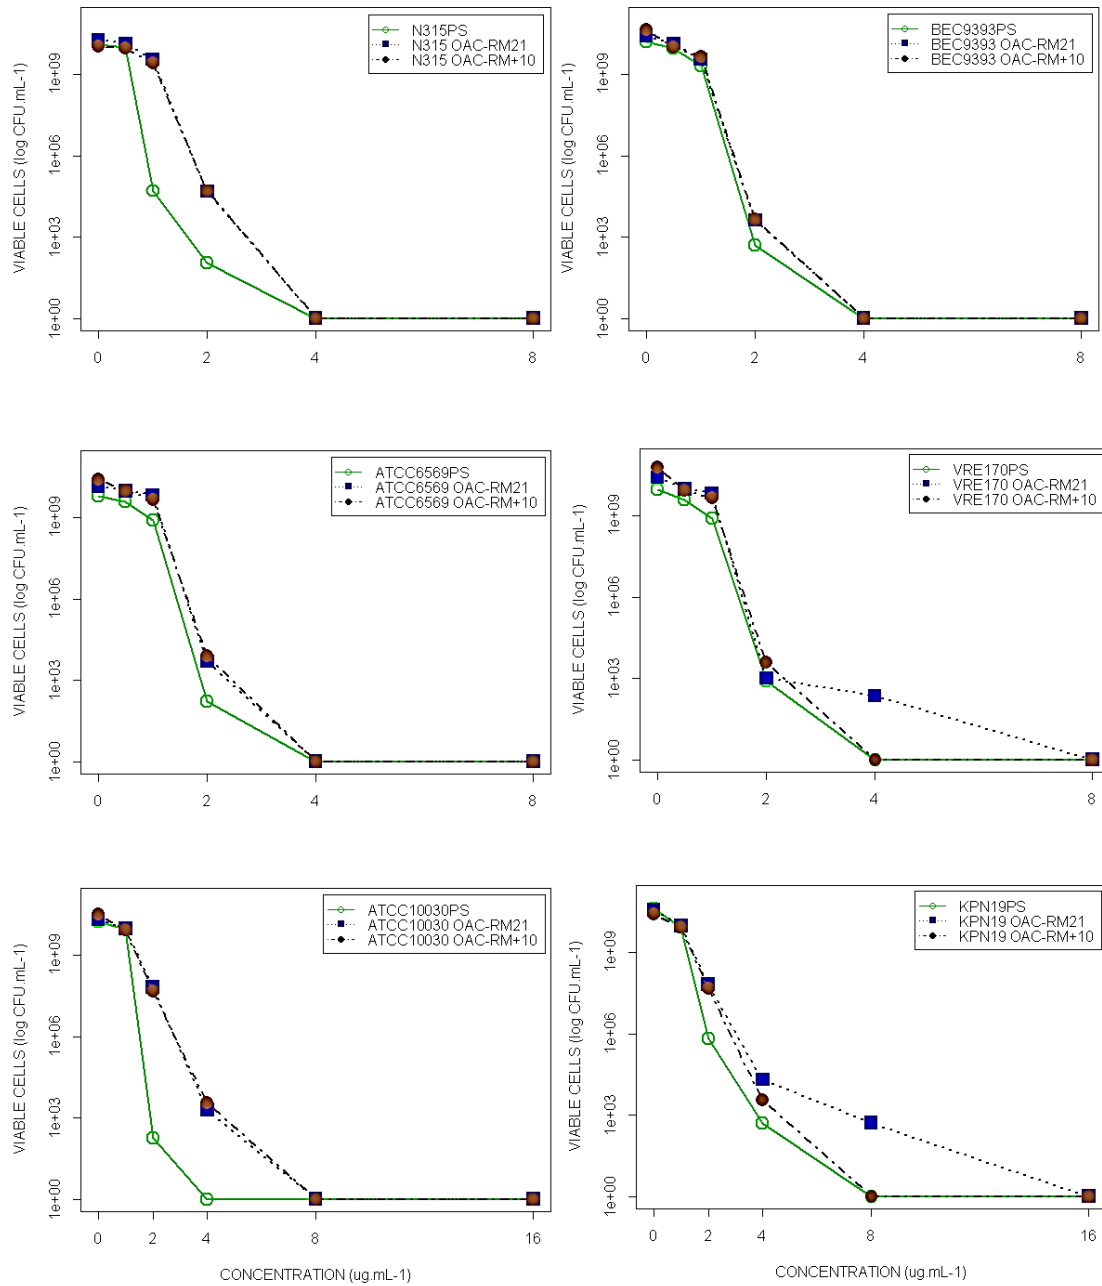 VIABLE CELLS (log CFU.mL-1)
1e+00 1e+03 1e+06 1e+09
N315PS
N315 OAC-RM21
N315 OAC-RM+10
0 2 4 8
VIABLE CELLS (log CFU.mL-1)
1e+00 1e+03 1e+06 1e+09
BEC9393PS
BEC9393 OAC-RM21
BEC9393 OAC-RM+10
0 2 4 8
VIABLE CELLS (log CFU.mL-1)
1e+00 1e+03 1e+06 1e+09
ATCC6569PS
ATCC6569 OAC-RM21
ATCC6569 OAC-RM+10
0 2 4 8
VIABLE CELLS (log CFU.mL-1)
1e+00 1e+03 1e+06 1e+09
VRE170PS
VRE170 OAC-RM21
VRE170 OAC-RM+10
0 2 4 8
VIABLE CELLS (log CFU.mL-1)
1e+00 1e+03 1e+06 1e+09
ATCC10030PS
ATCC10030 OAC-RM21
ATCC10030 OAC-RM+10
0 2 4 8 16
CONCENTRATION (ug.mL-1)
VIABLE CELLS (log CFU.mL-1)
1e+00 1e+03 1e+06 1e+09
KPN19PS
KPN19 OAC-RM21
KPN19 OAC-RM+10
0 2 4 8 16
CONCENTRATION (ug.mL-1)